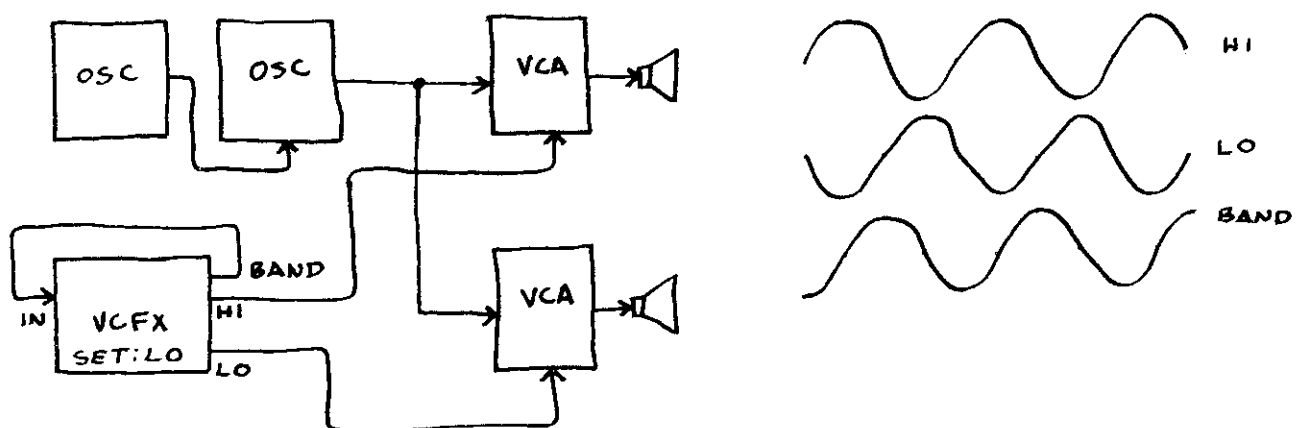 OSC
OSC
VCA
BAND
HI
IN
VCFX
SET:LO
LO
VCA
HI
LO
BAND